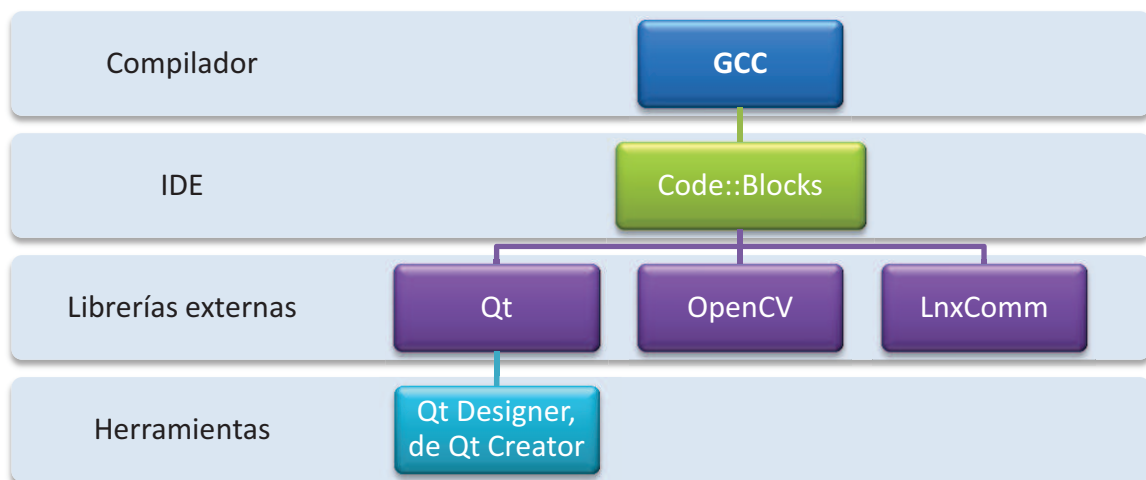 Compilador
GCC
IDE
Code::Blocks
Librerías externas
Qt
OpenCV
LnxComm
Herramientas
Qt Designer,
de Qt Creator